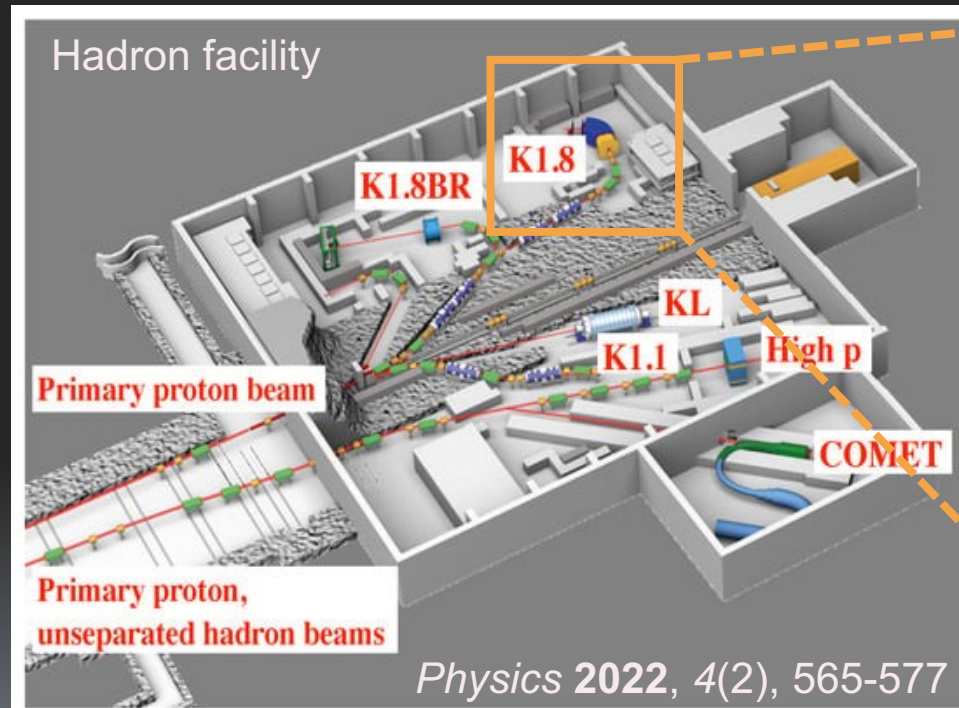 Hadron facility
K1.8
K1.8BR
KL
K1.1
High p
Primary proton beam
COMET
Primary proton,
unseparated hadron beams
Physics 2022, 4(2), 565-577